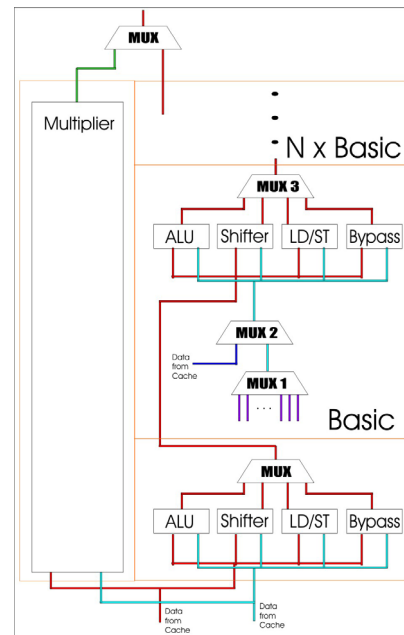 MUX
Multiplier
N x Basic
MUX 3
ALU
Shifter
LD/ST
Bypass
MUX 2
Data
from
Cache
MUX 1
...
Basic
MUX
ALU
Shifter
LD/ST
Bypass
Data
from
Cache
Data
from
Cache